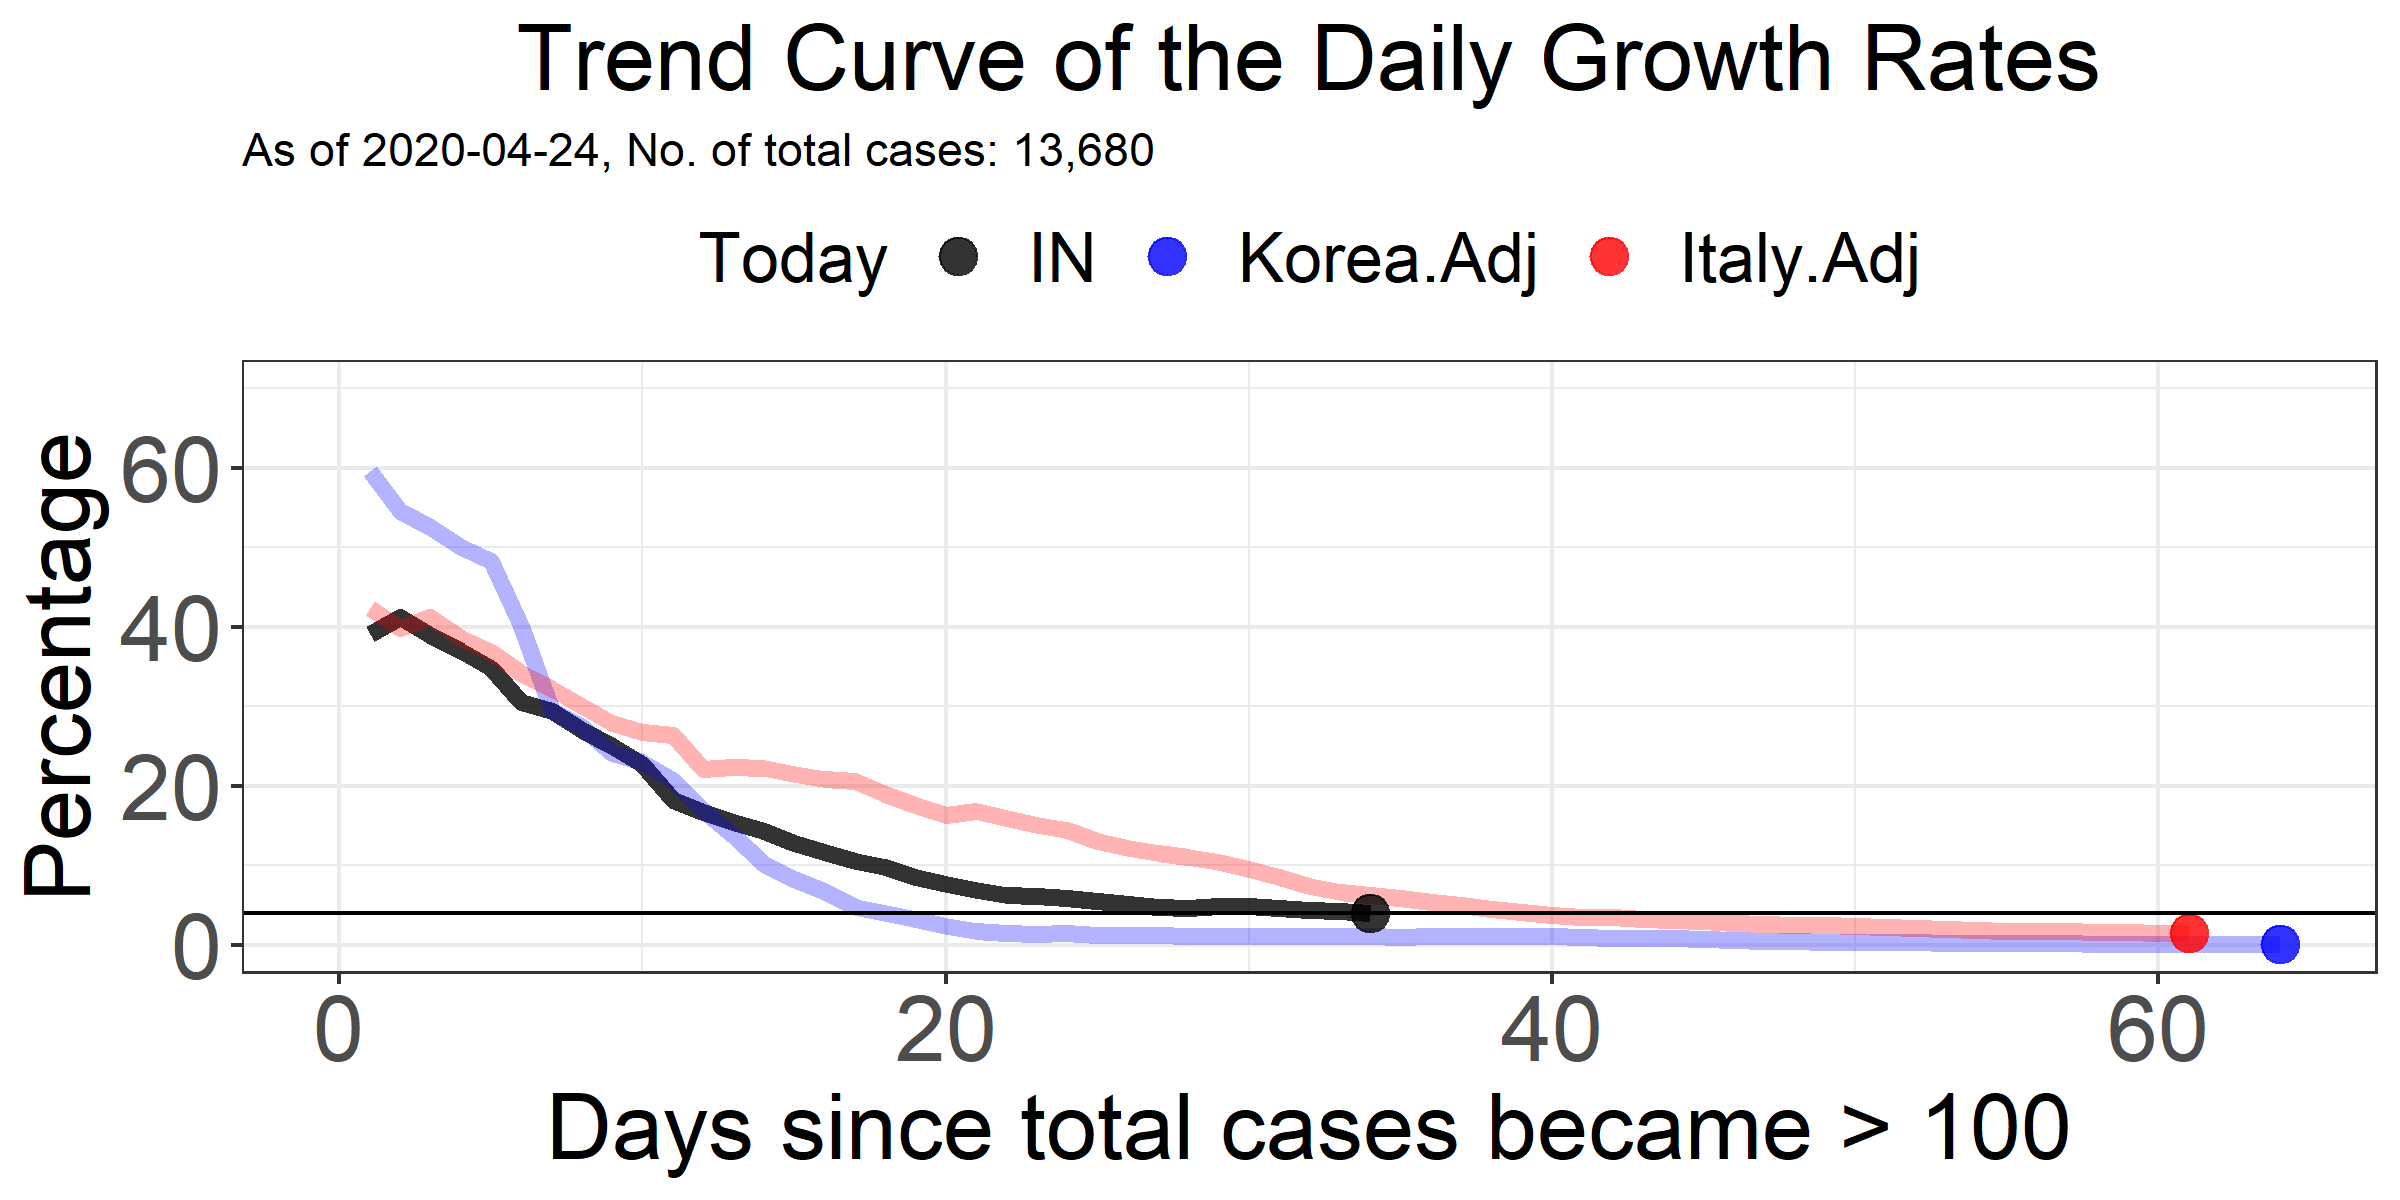 Trend Curve of the Daily Growth Rates
As of 2020-04-24, No. of total cases: 13,680
Today IN Korea.Adj Italy.Adj
Percentage
60
40
20
0
0 20 40 60
Days since total cases became > 100